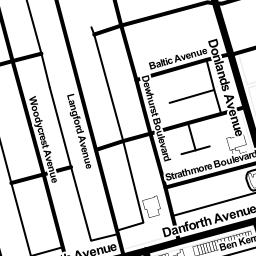 Baltic Avenue
Donlands Avenue
Dewhurst Boulevard
Langford Avenue
Woodycrest Avenue
Strathmore Boulevard
Danforth Avenue
Avenue
Ben Ker